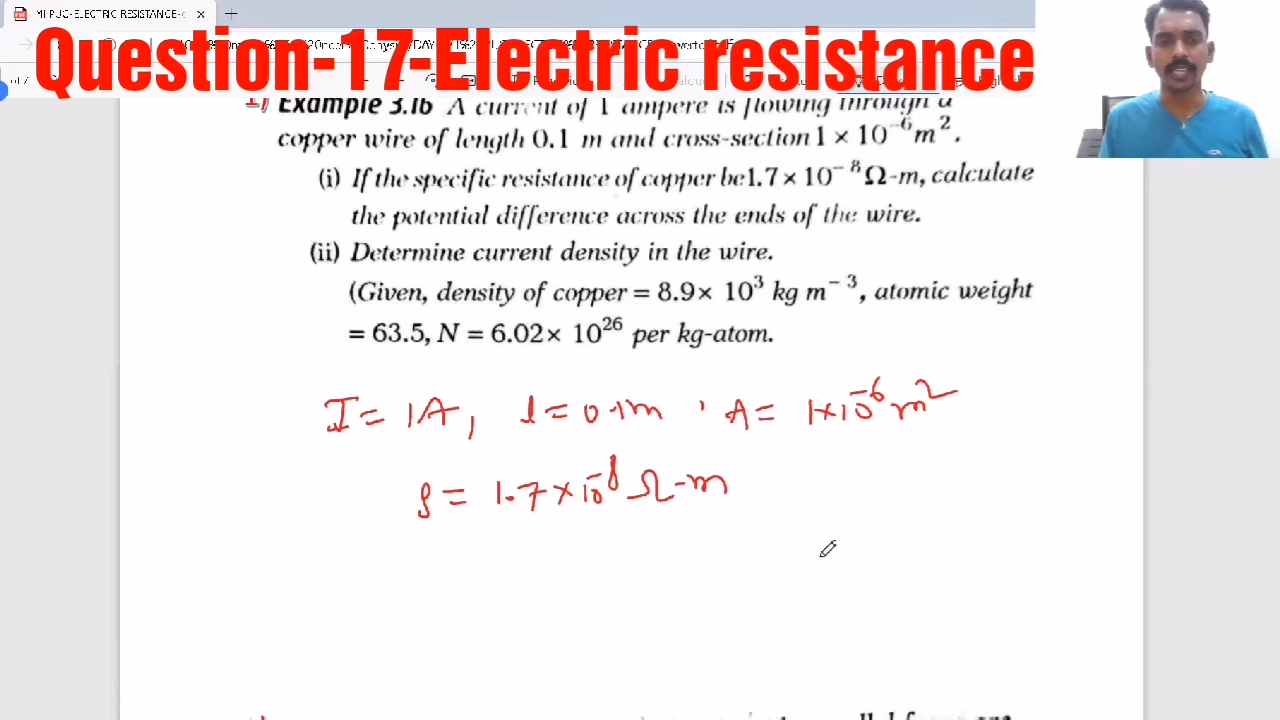 MI PUC-ELECTRIC RESISTANCE-c
Question-17-Electric resistance
Example 3.16 A current of 1 ampere is flowing through a
copper wire of length 0.1 m and cross-section 1 × 10⁻⁶ m².
(i) If the specific resistance of copper be 1.7 × 10⁻⁸ Ω-m, calculate
the potential difference across the ends of the wire.
(ii) Determine current density in the wire.
(Given, density of copper = 8.9 × 10³ kg m⁻³, atomic weight
= 63.5, N = 6.02 × 10²⁶ per kg-atom.
I = 1A, l = 0.1m, A = 1×10⁻⁶ m²
ρ = 1.7 × 10⁻⁸ Ω-m